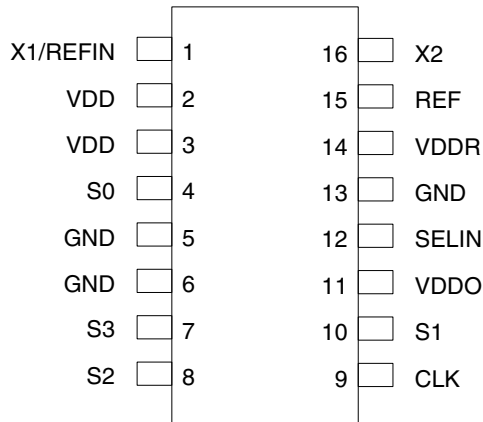 X1/REFIN 1 16 X2
VDD 2 15 REF
VDD 3 14 VDDR
S0 4 13 GND
GND 5 12 SELIN
GND 6 11 VDDO
S3 7 10 S1
S2 8 9 CLK